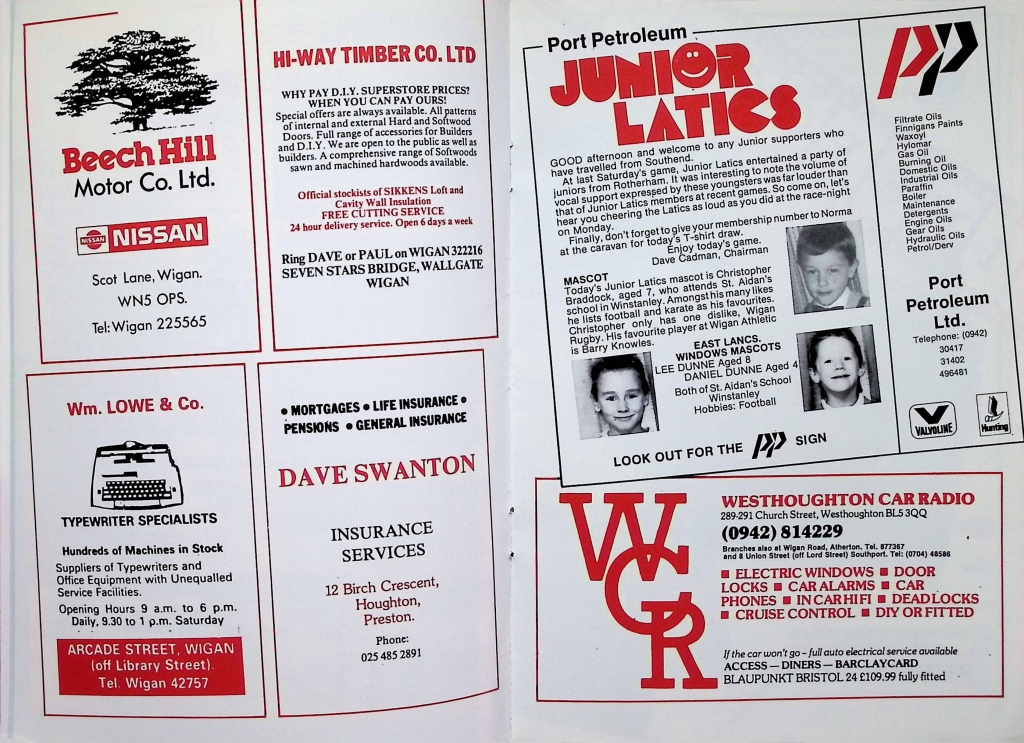 Beech Hill
Motor Co. Ltd.
NISSAN
NISSAN
Scot Lane, Wigan.
WN5 OPS.
Tel: Wigan 225565
HI-WAY TIMBER CO. LTD
WHY PAY D.I.Y. SUPERSTORE PRICES?
WHEN YOU CAN PAY OURS!
Special offers are always available. All patterns
of internal and external Hard and Softwood
Doors. Full range of accessories for Builders
and D.I.Y. We are open to the public as well as
builders. A comprehensive range of Softwoods
sawn and machined hardwoods available.
Official stockists of SIKKENS Loft and
Cavity Wall Insulation
FREE CUTTING SERVICE
24 hour delivery service. Open 6 days a week
Ring DAVE or PAUL on WIGAN 322216
SEVEN STARS BRIDGE, WALLGATE
WIGAN
Wm. LOWE & Co.
TYPEWRITER SPECIALISTS
Hundreds of Machines in Stock
Suppliers of Typewriters and
Office Equipment with Unequalled
Service Facilities.
Opening Hours 9 a.m. to 6 p.m.
Daily, 9.30 to 1 p.m. Saturday
ARCADE STREET, WIGAN
(off Library Street).
Tel. Wigan 42757
• MORTGAGES • LIFE INSURANCE •
PENSIONS • GENERAL INSURANCE
DAVE SWANTON
INSURANCE
SERVICES
12 Birch Crescent,
Houghton,
Preston.
Phone:
025 485 2891
Port Petroleum
JUNIOR
LATICS
GOOD afternoon and welcome to any Junior supporters who
have travelled from Southend.
At last Saturday's game, Junior Latics entertained a party of
juniors from Rotherham. It was interesting to note the volume of
vocal support expressed by these youngsters was far louder than
that of Junior Latics members at recent games. So come on, let's
hear you cheering the Latics as loud as you did at the race-night
on Monday.
Finally, don't forget to give your membership number to Norma
at the caravan for today's T-shirt draw.
Enjoy today's game.
Dave Cadman, Chairman
MASCOT
Today's Junior Latics mascot is Christopher
Braddock, aged 7, who attends St. Aidan's
school in Winstanley. Amongst his many likes
he lists football and karate as his favourites.
Christopher only has one dislike, Wigan
Rugby. His favourite player at Wigan Athletic
is Barry Knowles.
EAST LANCS.
WINDOWS MASCOTS
LEE DUNNE Aged 8
DANIEL DUNNE Aged 4
Both of St. Aidan's School
Winstanley
Hobbies: Football
LOOK OUT FOR THE PP SIGN
PP
Filtrate Oils
Finnigans Paints
Waxoyl
Hylomar
Gas Oil
Burning Oil
Domestic Oils
Industrial Oils
Paraffin
Boiler
Maintenance
Detergents
Engine Oils
Gear Oils
Hydraulic Oils
Petrol/Derv
Port
Petroleum
Ltd.
Telephone: (0942)
30417
31402
496481
VALVOLINE
Hunting
WCR
WESTHOUGHTON CAR RADIO
289-291 Church Street, Westhoughton BL5 3QQ
(0942) 814229
Branches also at Wigan Road, Atherton. Tel. 877367
and 8 Union Street (off Lord Street) Southport. Tel: (0704) 48586
■ ELECTRIC WINDOWS ■ DOOR
LOCKS ■ CAR ALARMS ■ CAR
PHONES ■ IN CAR HIFI ■ DEADLOCKS
■ CRUISE CONTROL ■ DIY OR FITTED
If the car won't go – full auto electrical service available
ACCESS — DINERS — BARCLAYCARD
BLAUPUNKT BRISTOL 24 £109.99 fully fitted